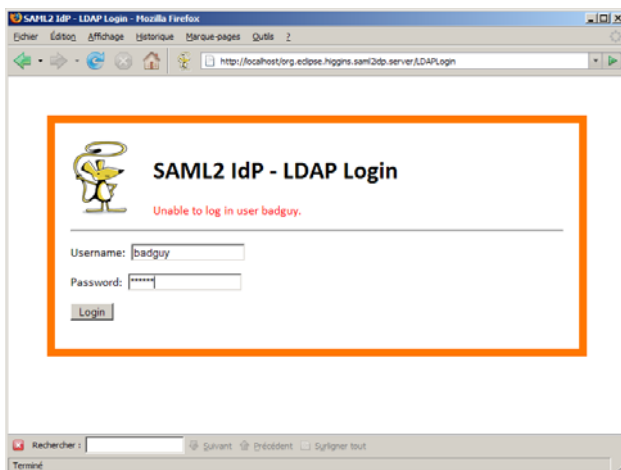 SAML2 IdP - LDAP Login - Mozilla Firefox
Fichier Édition Affichage Historique Marque-pages Outils ?
http://localhost/org.eclipse.higgins.saml2idp.server/LDAPLogin
SAML2 IdP - LDAP Login
Unable to log in user badguy.
Username: badguy
Password: ******
Login
Rechercher : Suivant Précédent Surligner tout
Terminé